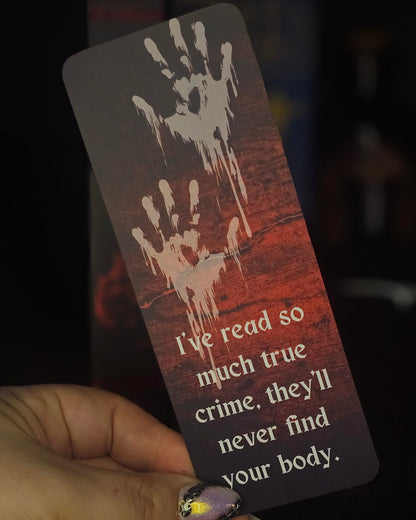 I've read so
much true
crime, they'll
never find
your body.